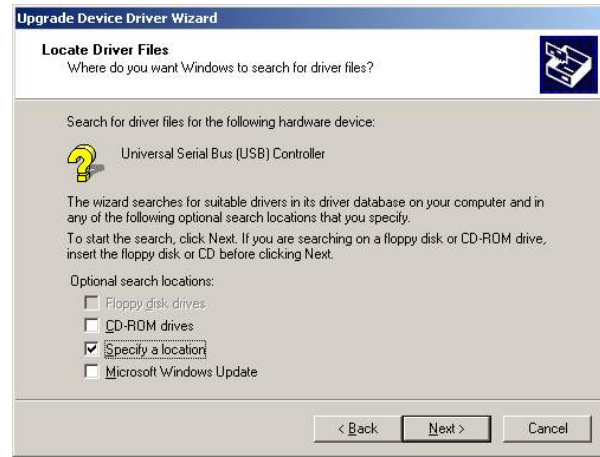 Upgrade Device Driver Wizard
Locate Driver Files
Where do you want Windows to search for driver files?
Search for driver files for the following hardware device:
Universal Serial Bus (USB) Controller
The wizard searches for suitable drivers in its driver database on your computer and in
any of the following optional search locations that you specify.
To start the search, click Next. If you are searching on a floppy disk or CD-ROM drive,
insert the floppy disk or CD before clicking Next.
Optional search locations:
Floppy disk drives
CD-ROM drives
Specify a location
Microsoft Windows Update
< Back Next > Cancel